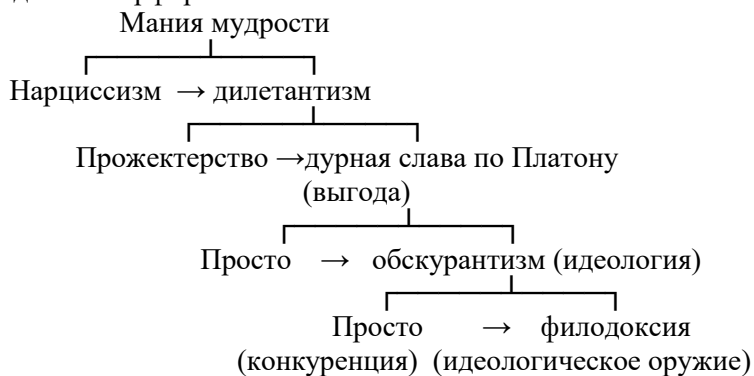 Мания мудрости
Нарциссизм → дилетантизм
Прожектерство →дурная слава по Платону
(выгода)
Просто → обскурантизм (идеология)
Просто → филодоксия
(конкуренция) (идеологическое оружие)